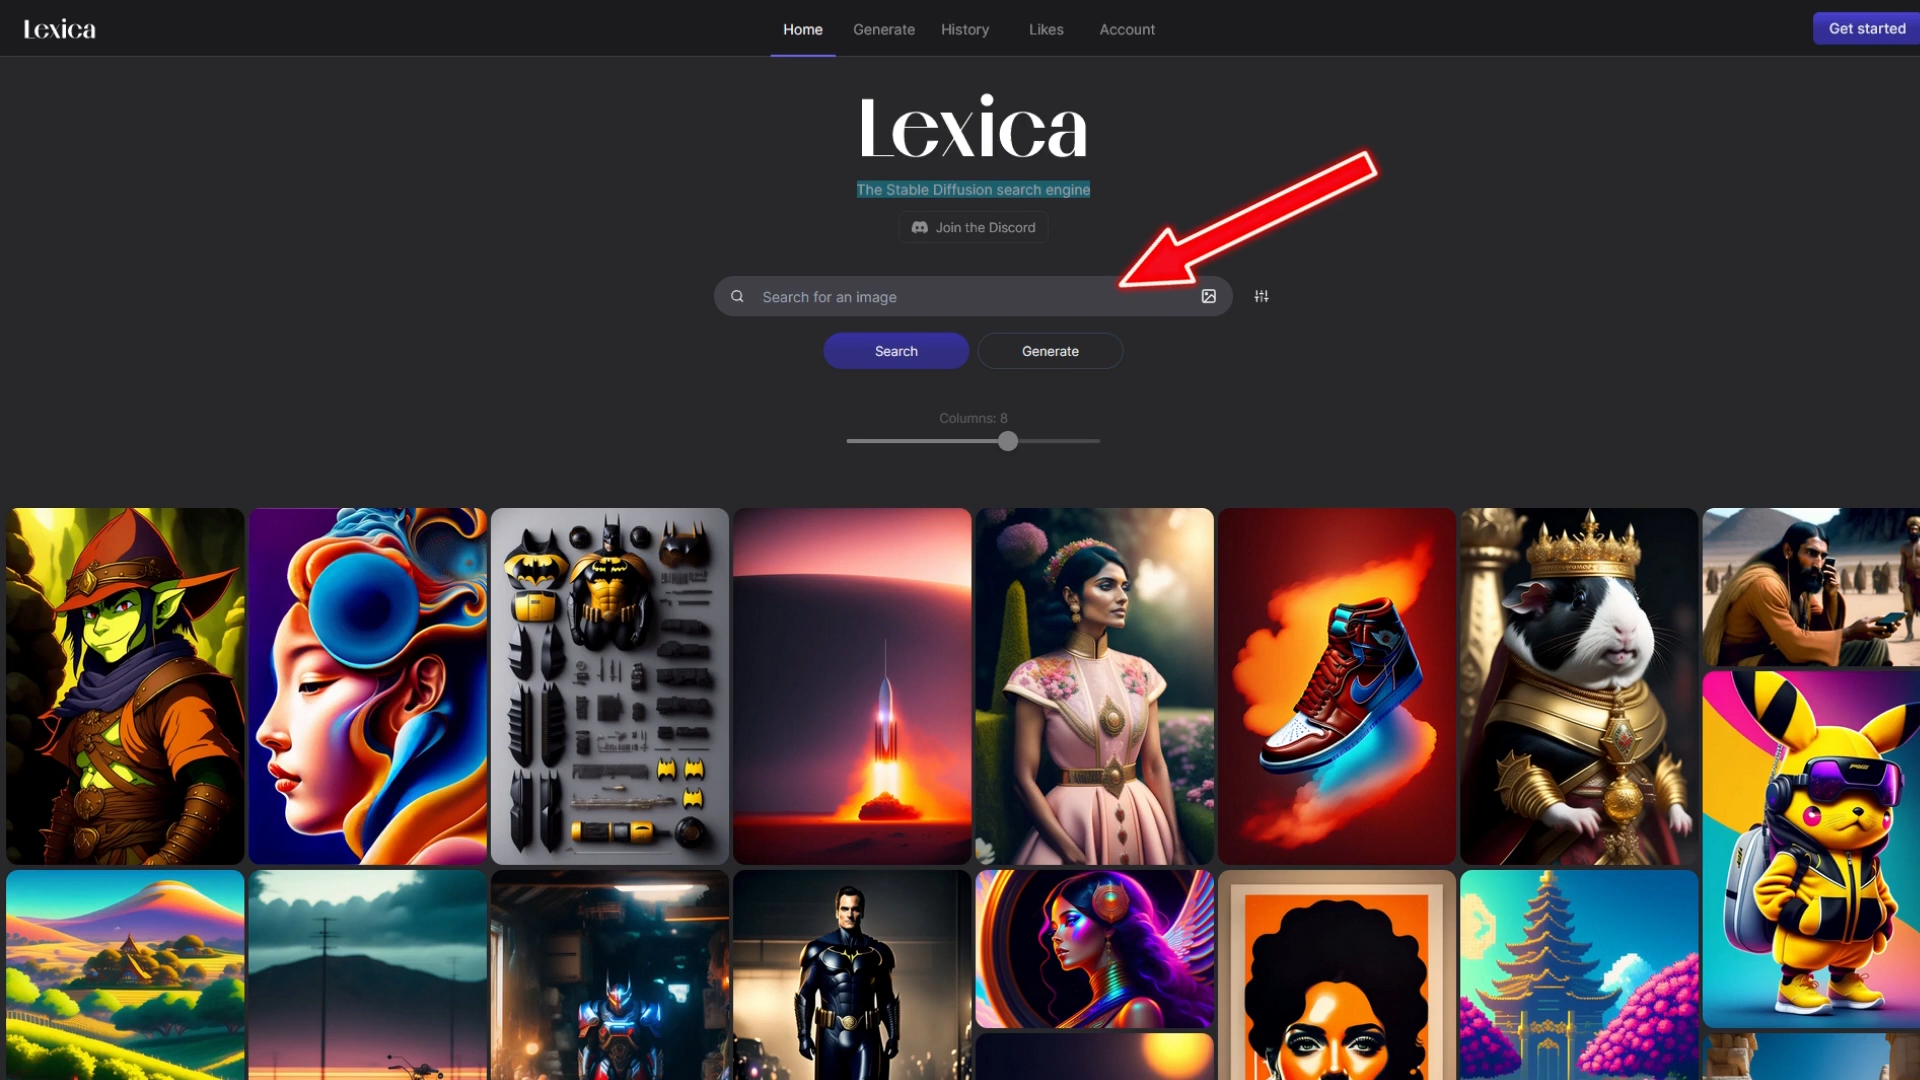 Lexica
Home Generate History Likes Account
Get started
Lexica
The Stable Diffusion search engine
Join the Discord
Search for an image
Search Generate
Columns: 8